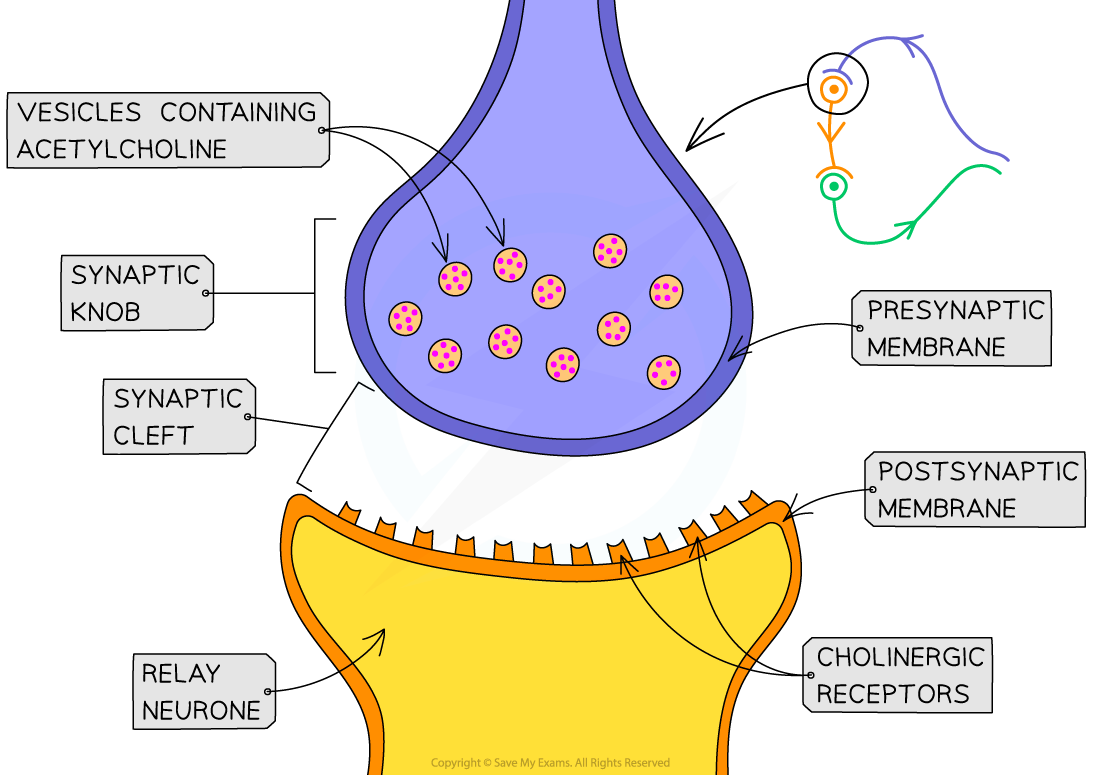 VESICLES CONTAINING
ACETYLCHOLINE
SYNAPTIC
KNOB
SYNAPTIC
CLEFT
PRESYNAPTIC
MEMBRANE
POSTSYNAPTIC
MEMBRANE
RELAY
NEURONE
CHOLINERGIC
RECEPTORS
Copyright © Save My Exams. All Rights Reserved